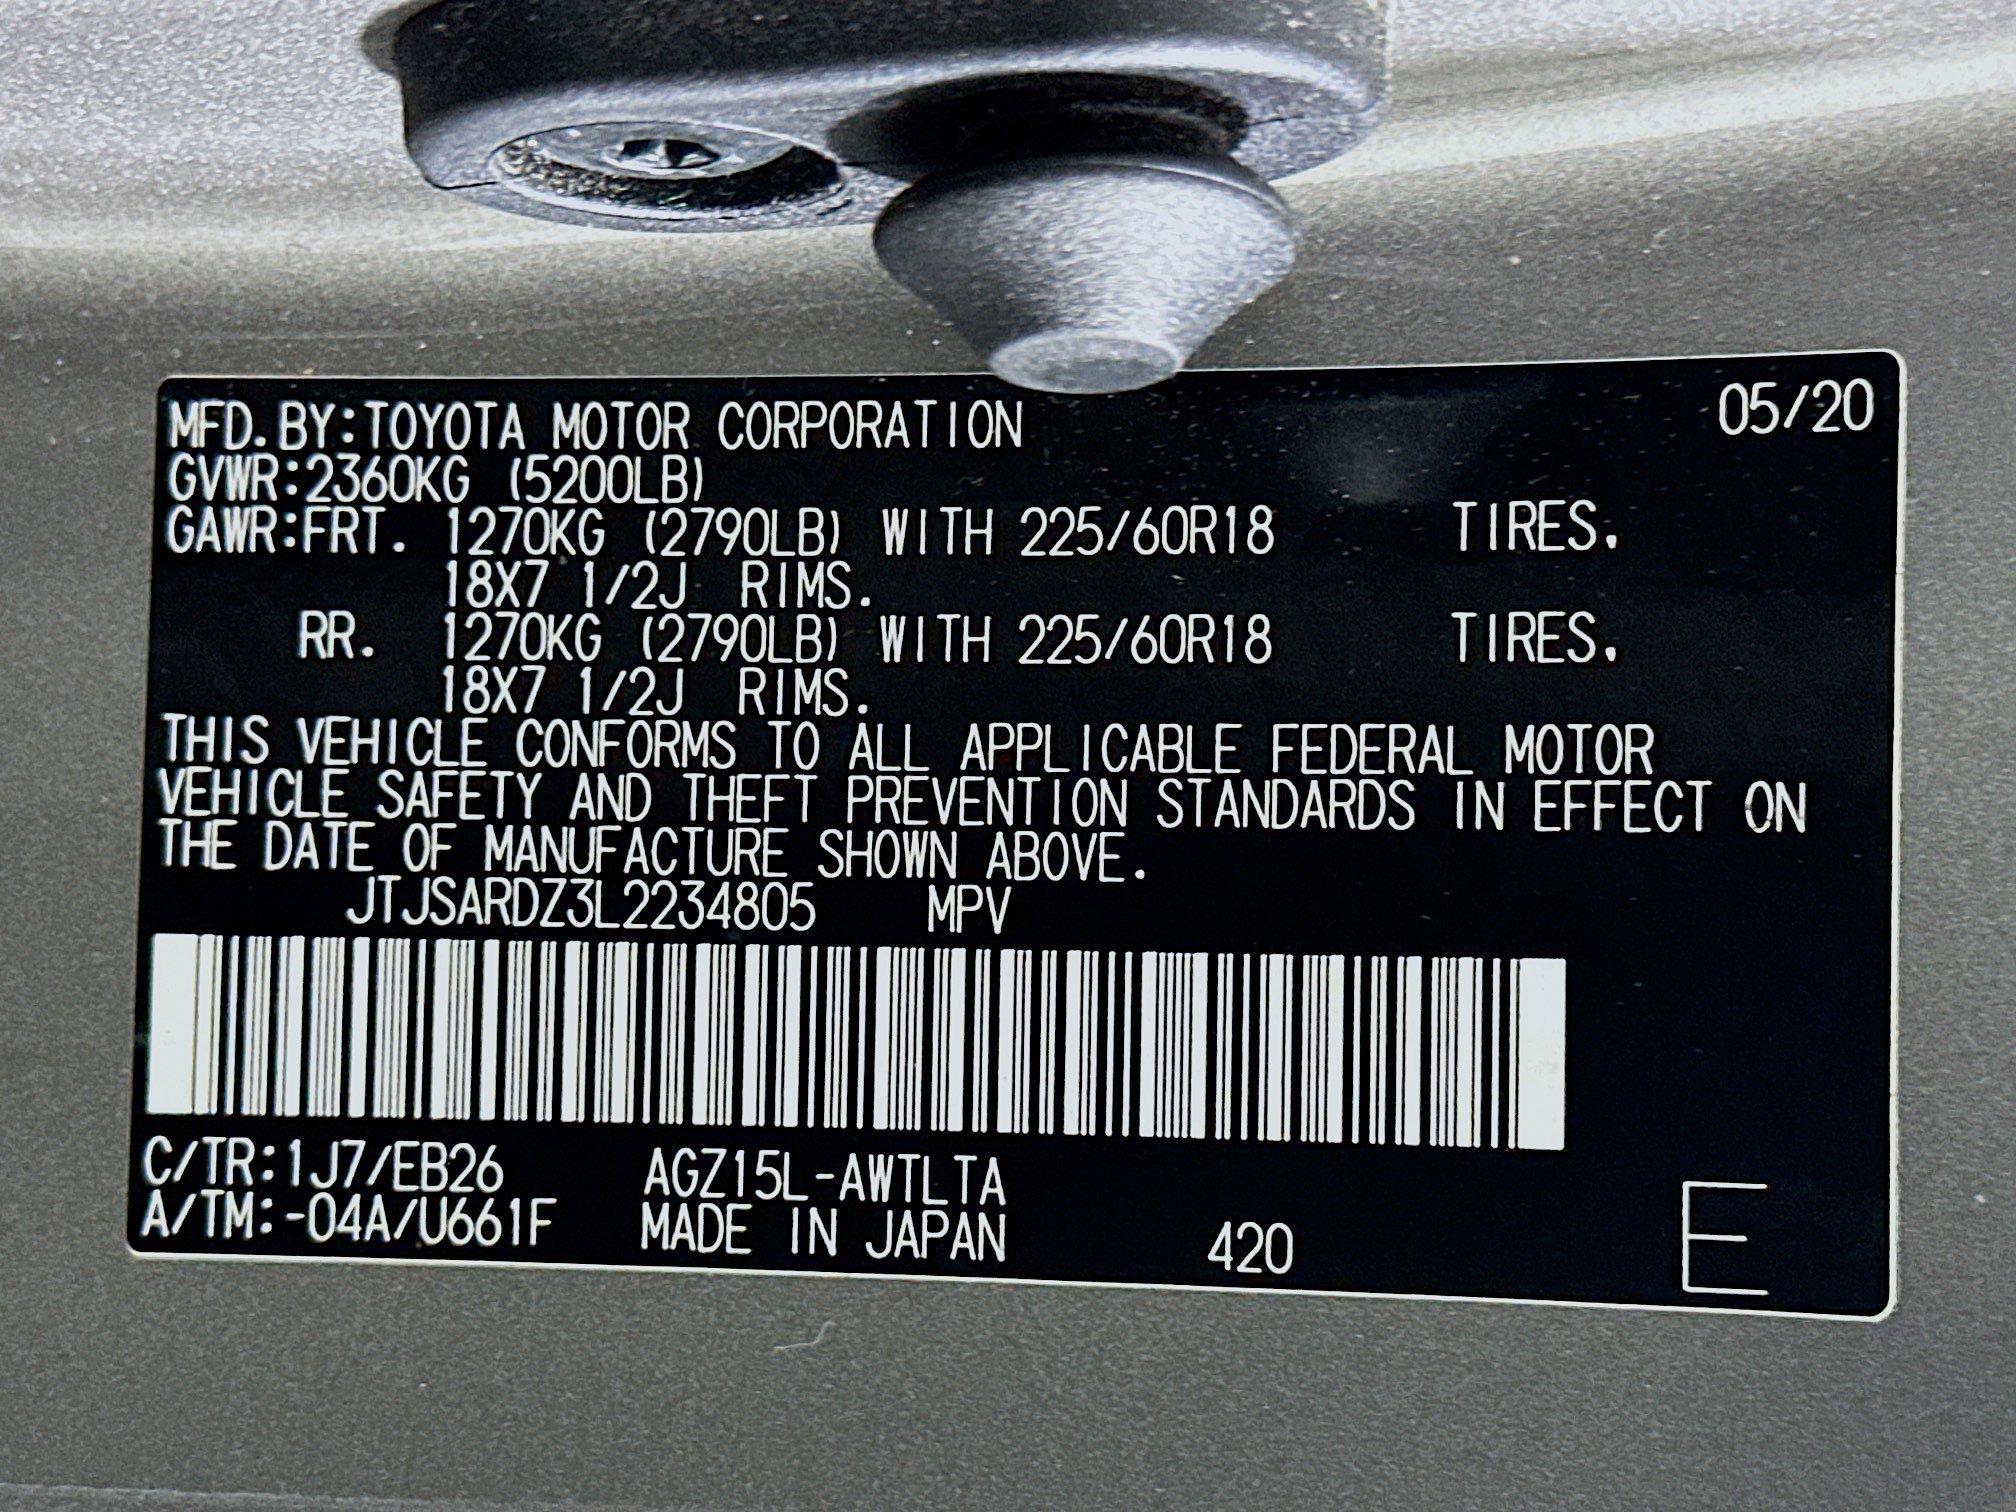 05/20
MFD.BY:TOYOTA MOTOR CORPORATION
GVWR:2360KG (5200LB)
GAWR:FRT. 1270KG (2790LB) WITH 225/60R18 TIRES.
18X7 1/2J RIMS.
RR. 1270KG (2790LB) WITH 225/60R18 TIRES.
18X7 1/2J RIMS.
THIS VEHICLE CONFORMS TO ALL APPLICABLE FEDERAL MOTOR
VEHICLE SAFETY AND THEFT PREVENTION STANDARDS IN EFFECT ON
THE DATE OF MANUFACTURE SHOWN ABOVE.
JTJSARDZ3L2234805 MPV
C/TR:1J7/EB26 AGZ15L-AWTLTA
A/TM:-04A/U661F MADE IN JAPAN 420 E